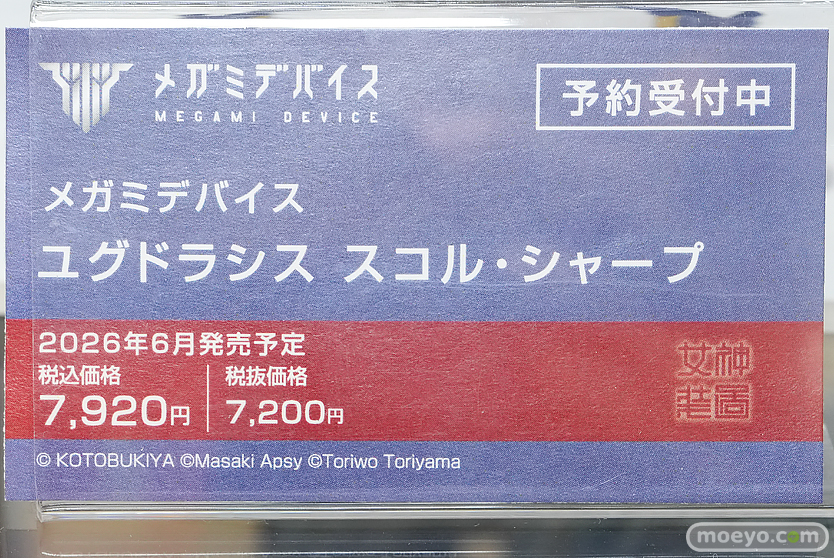 メガミデバイス
MEGAMI DEVICE
予約受付中
メガミデバイス
ユグドラシス スコル・シャープ
2026年6月発売予定
税込価格
7,920円
税抜価格
7,200円
女神
装置
© KOTOBUKIYA ©Masaki Apsy ©Toriwo Toriyama
moeyo.com